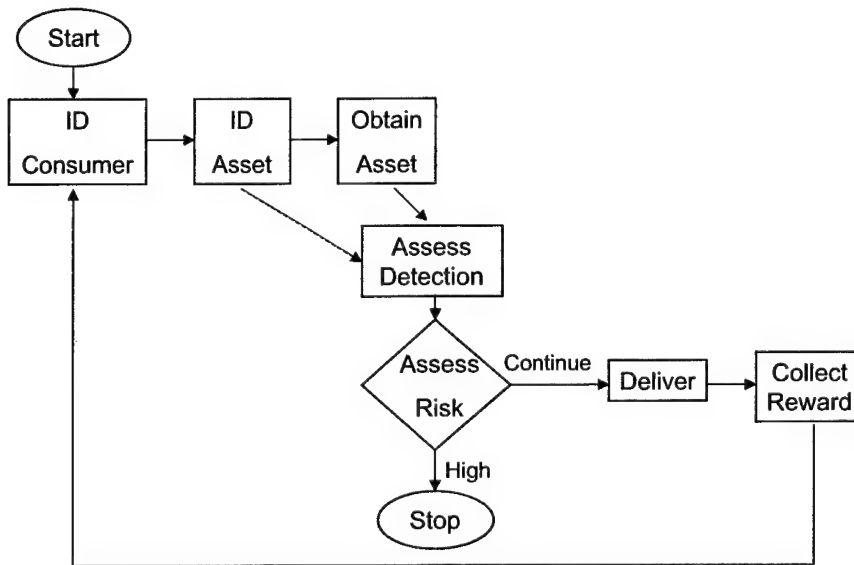 Start
ID
Consumer
ID
Asset
Obtain
Asset
Assess
Detection
Assess
Risk
Continue
Deliver
Collect
Reward
High
Stop